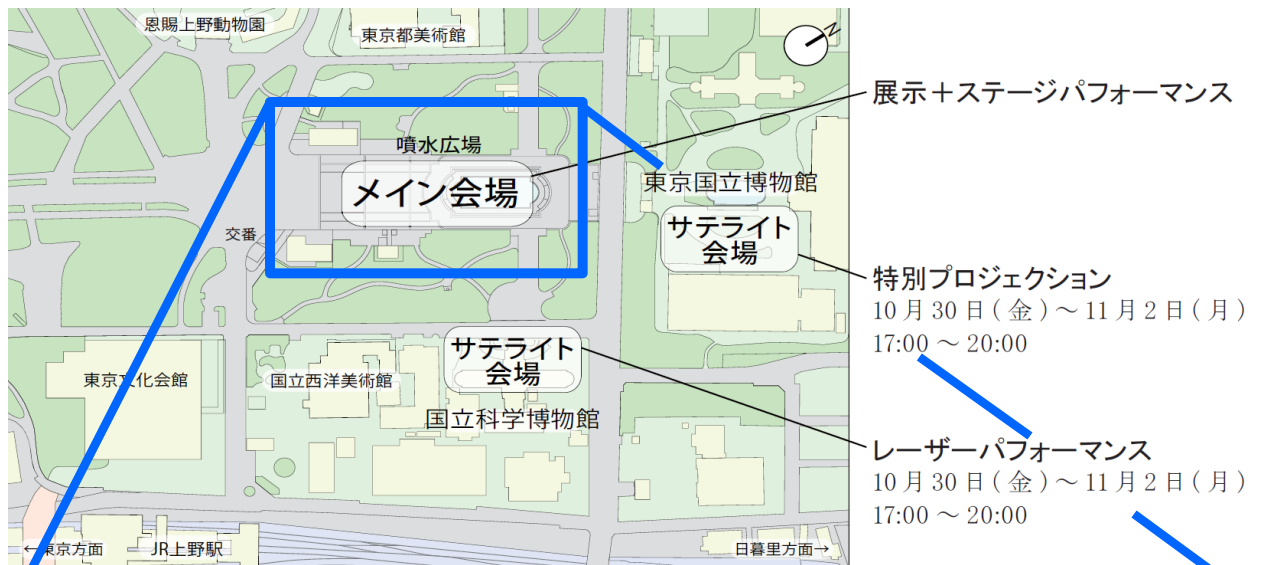 恩賜上野動物園
東京都美術館
N
展示＋ステージパフォーマンス
噴水広場
メイン会場
東京国立博物館
サテライト
会場
交番
特別プロジェクション
10月30日(金)～11月2日(月)
17:00～20:00
サテライト
会場
東京文化会館
国立西洋美術館
国立科学博物館
レーザーパフォーマンス
10月30日(金)～11月2日(月)
17:00～20:00
←東京方面
JR上野駅
日暮里方面→